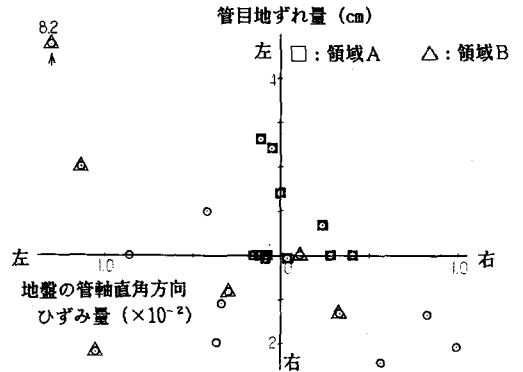 管目地ずれ量（cm）
8.2
左 □：領域A △：領域B
4
左 1.0 0 1.0 右
地盤の管軸直角方向
ひずみ量（×10⁻²）
2
右